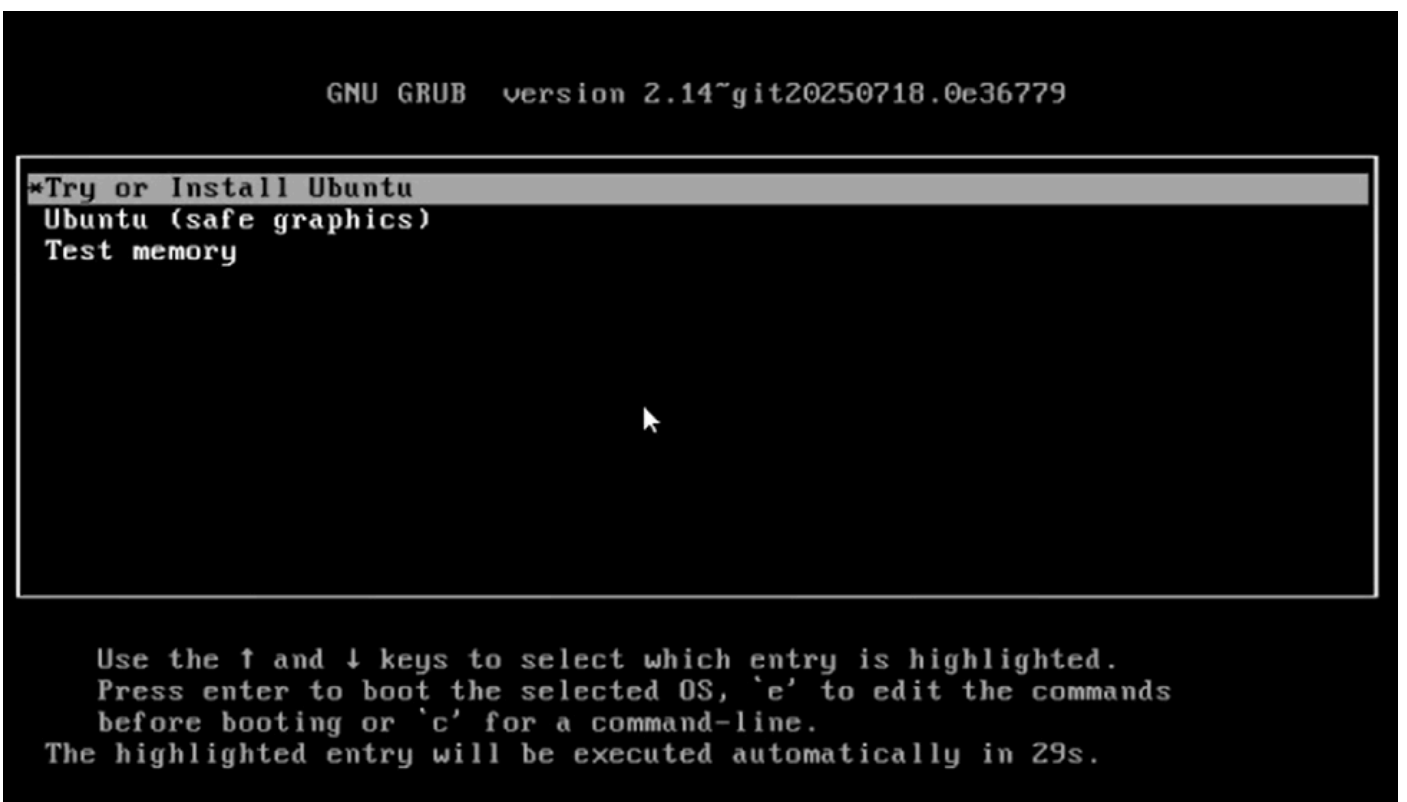 GNU GRUB  version 2.14~git20250718.0e36779
*Try or Install Ubuntu
Ubuntu (safe graphics)
Test memory
Use the ↑ and ↓ keys to select which entry is highlighted.
Press enter to boot the selected OS, `e' to edit the commands
before booting or `c' for a command-line.
The highlighted entry will be executed automatically in 29s.